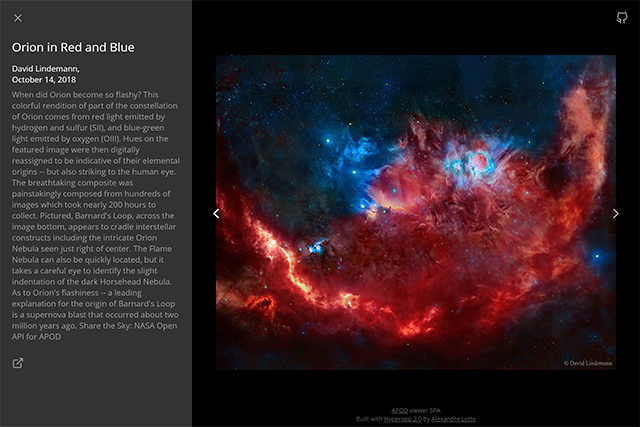 Orion in Red and Blue
David Lindemann,
October 14, 2018
When did Orion become so flashy? This
colorful rendition of part of the constellation
of Orion comes from red light emitted by
hydrogen and sulfur (SII), and blue-green
light emitted by oxygen (OIII). Hues on the
featured image were then digitally
reassigned to be indicative of their elemental
origins -- but also striking to the human eye.
The breathtaking composite was
painstakingly composed from hundreds of
images which took nearly 200 hours to
collect. Pictured, Barnard's Loop, across the
image bottom, appears to cradle interstellar
constructs including the intricate Orion
Nebula seen just right of center. The Flame
Nebula can also be quickly located, but it
takes a careful eye to identify the slight
indentation of the dark Horsehead Nebula.
As to Orion's flashiness -- a leading
explanation for the origin of Barnard's Loop
is a supernova blast that occurred about two
million years ago. Share the Sky: NASA Open
API for APOD
© David Lindemann
APOD viewer SPA
Built with Hyperapp 2.0 by Alexandre Lotte